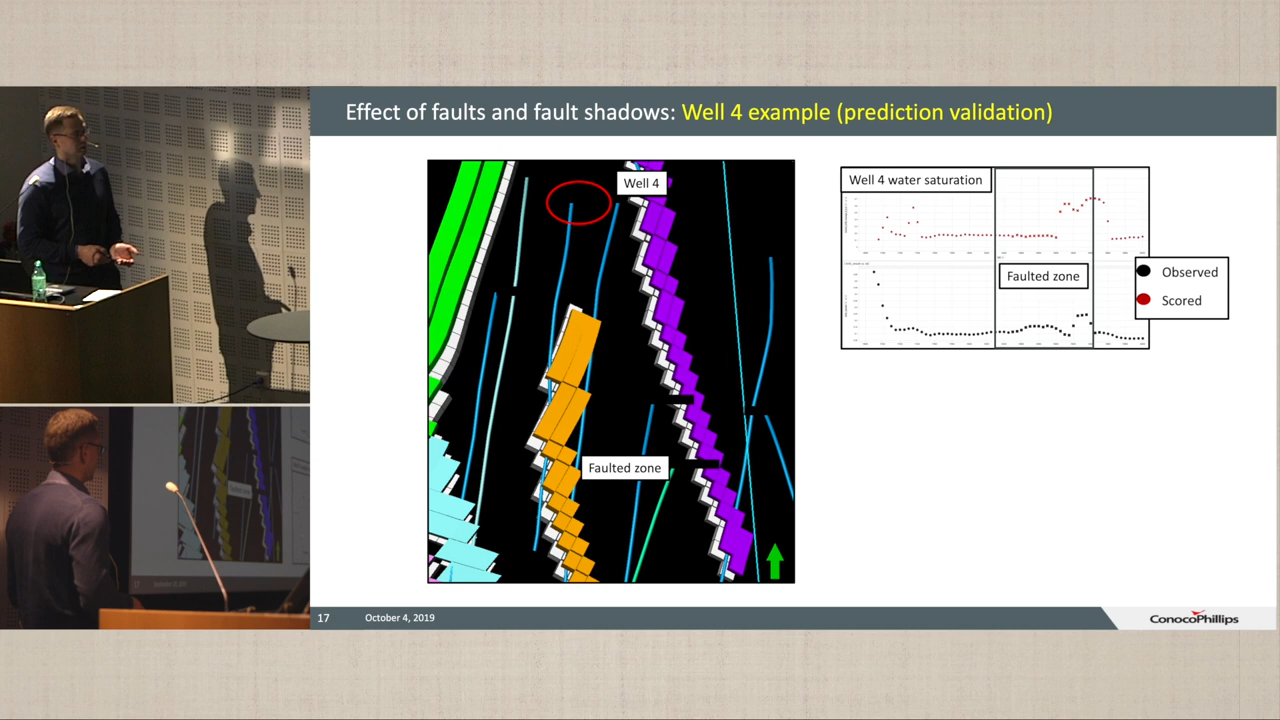 Effect of faults and fault shadows: Well 4 example (prediction validation)
Well 4
Faulted zone
Well 4 water saturation
Faulted zone
Observed
Scored
17
October 4, 2019
ConocoPhillips